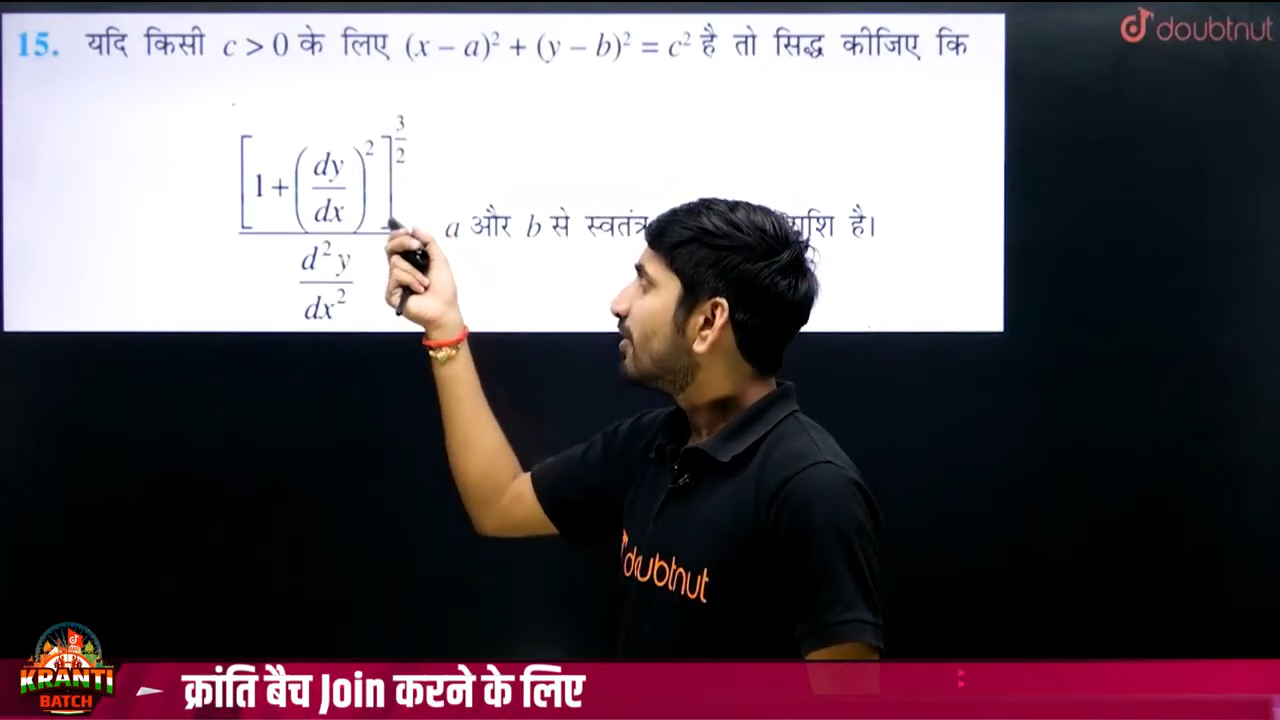 doubtnut
15. यदि किसी c > 0 के लिए (x – a)² + (y – b)² = c² है तो सिद्ध कीजिए कि
[1 + (dy/dx)²]^(3/2)
d²y/dx²
a और b से स्वतंत्र है।
doubtnut
KRANTI
BATCH
क्रांति बैच Join करने के लिए